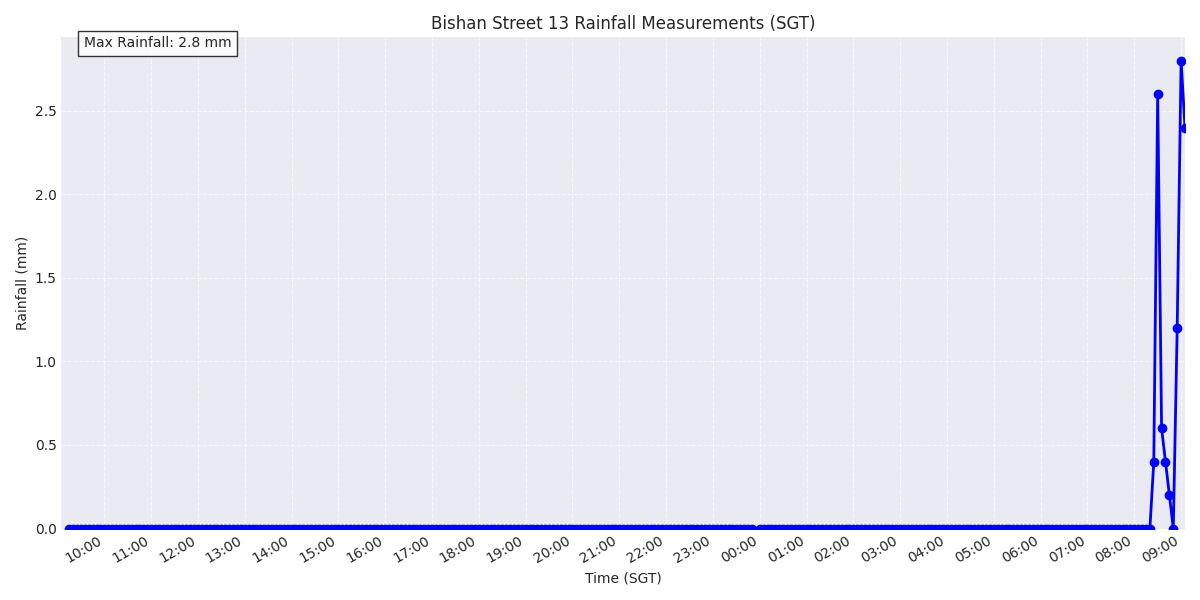 Bishan Street 13 Rainfall Measurements (SGT)
Max Rainfall: 2.8 mm
Rainfall (mm)
2.5
2.0
1.5
1.0
0.5
0.0
10:00 11:00 12:00 13:00 14:00 15:00 16:00 17:00 18:00 19:00 20:00 21:00 22:00 23:00 00:00 01:00 02:00 03:00 04:00 05:00 06:00 07:00 08:00 09:00
Time (SGT)